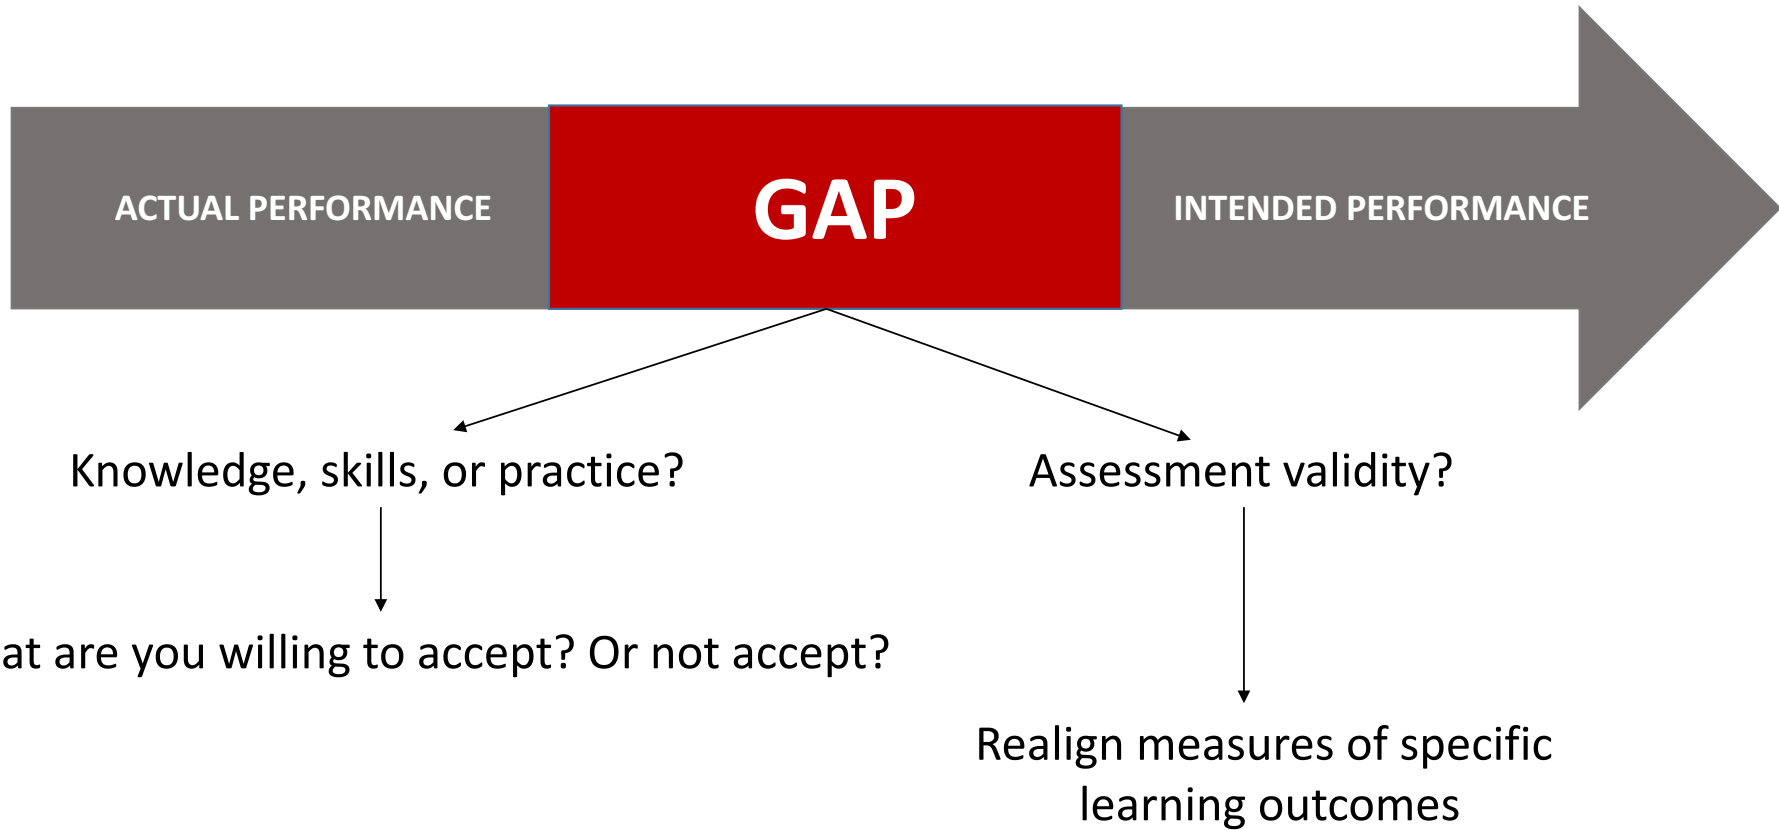 ACTUAL PERFORMANCE
GAP
INTENDED PERFORMANCE
Knowledge, skills, or practice?
Assessment validity?
at are you willing to accept? Or not accept?
Realign measures of specific
learning outcomes